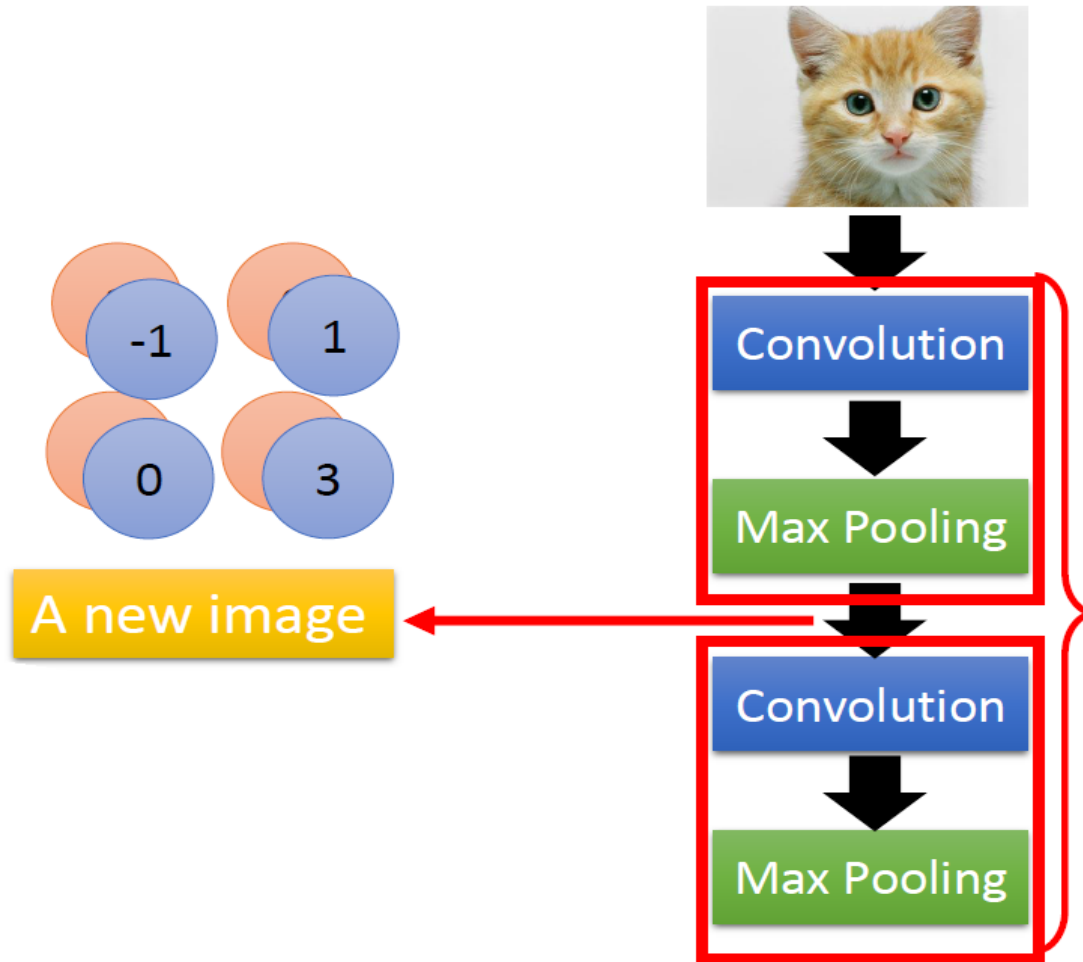 -1
1
0
3
A new image
Convolution
Max Pooling
Convolution
Max Pooling